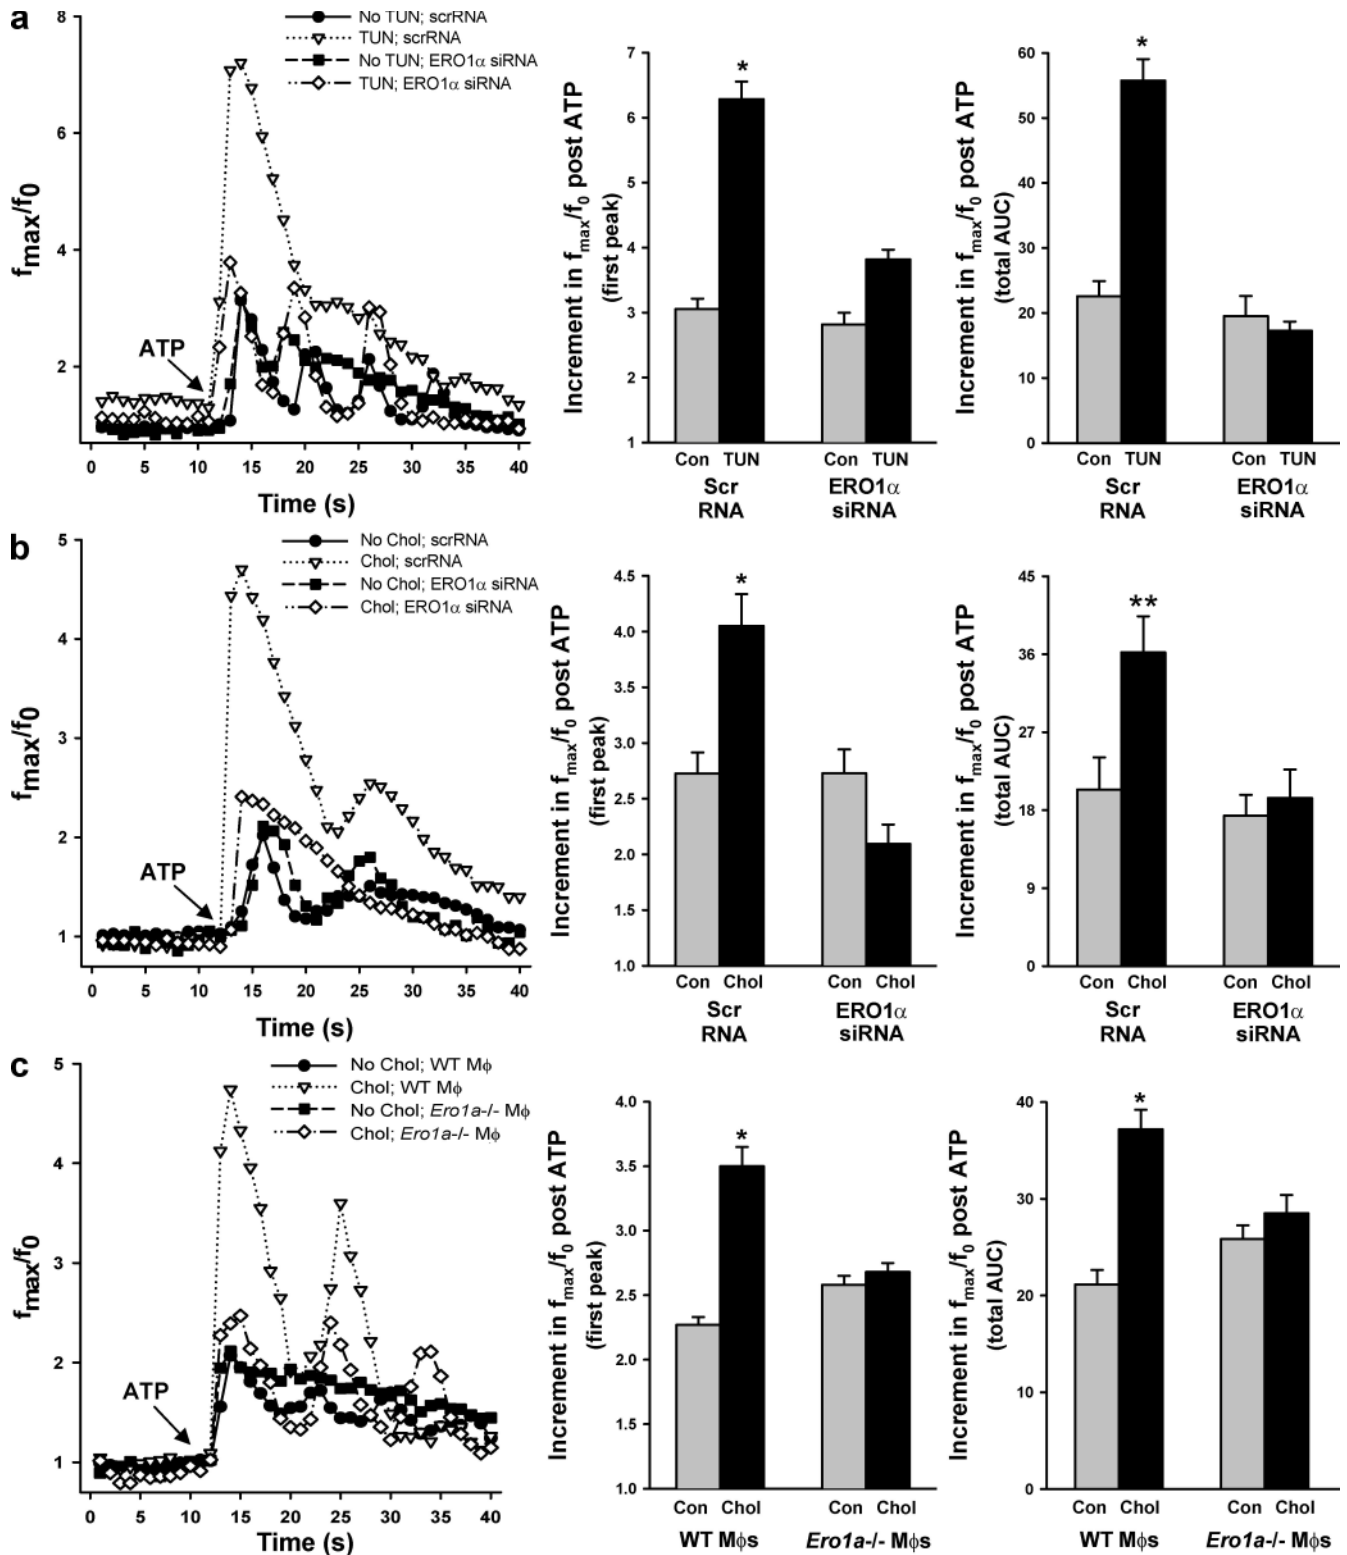 a
No TUN; scrRNA
TUN; scrRNA
No TUN; ERO1α siRNA
TUN; ERO1α siRNA
8
6
4
2
fmax/f0
ATP
0 5 10 15 20 25 30 35 40
Time (s)
Increment in fmax/f0 post ATP
(first peak)
7
6
5
4
3
2
1
*
Con TUN Con TUN
Scr ERO1α
RNA siRNA
Increment in fmax/f0 post ATP
(total AUC)
60
50
40
30
20
10
0
*
Con TUN Con TUN
Scr ERO1α
RNA siRNA
b
No Chol; scrRNA
Chol; scrRNA
No Chol; ERO1α siRNA
Chol; ERO1α siRNA
5
4
3
2
1
fmax/f0
ATP
0 5 10 15 20 25 30 35 40
Time (s)
Increment in fmax/f0 post ATP
(first peak)
4.5
4.0
3.5
3.0
2.5
2.0
1.5
1.0
*
Con Chol Con Chol
Scr ERO1α
RNA siRNA
Increment in fmax/f0 post ATP
(total AUC)
45
36
27
18
9
0
**
Con Chol Con Chol
Scr ERO1α
RNA siRNA
c
No Chol; WT Mϕ
Chol; WT Mϕ
No Chol; Ero1a-/- Mϕ
Chol; Ero1a-/- Mϕ
5
4
3
2
1
fmax/f0
ATP
0 5 10 15 20 25 30 35 40
Time (s)
Increment in fmax/f0 post ATP
(first peak)
4.0
3.5
3.0
2.5
2.0
1.5
1.0
*
Con Chol Con Chol
WT Mϕs Ero1a-/- Mϕs
Increment in fmax/f0 post ATP
(total AUC)
40
30
20
10
0
*
Con Chol Con Chol
WT Mϕs Ero1a-/- Mϕs